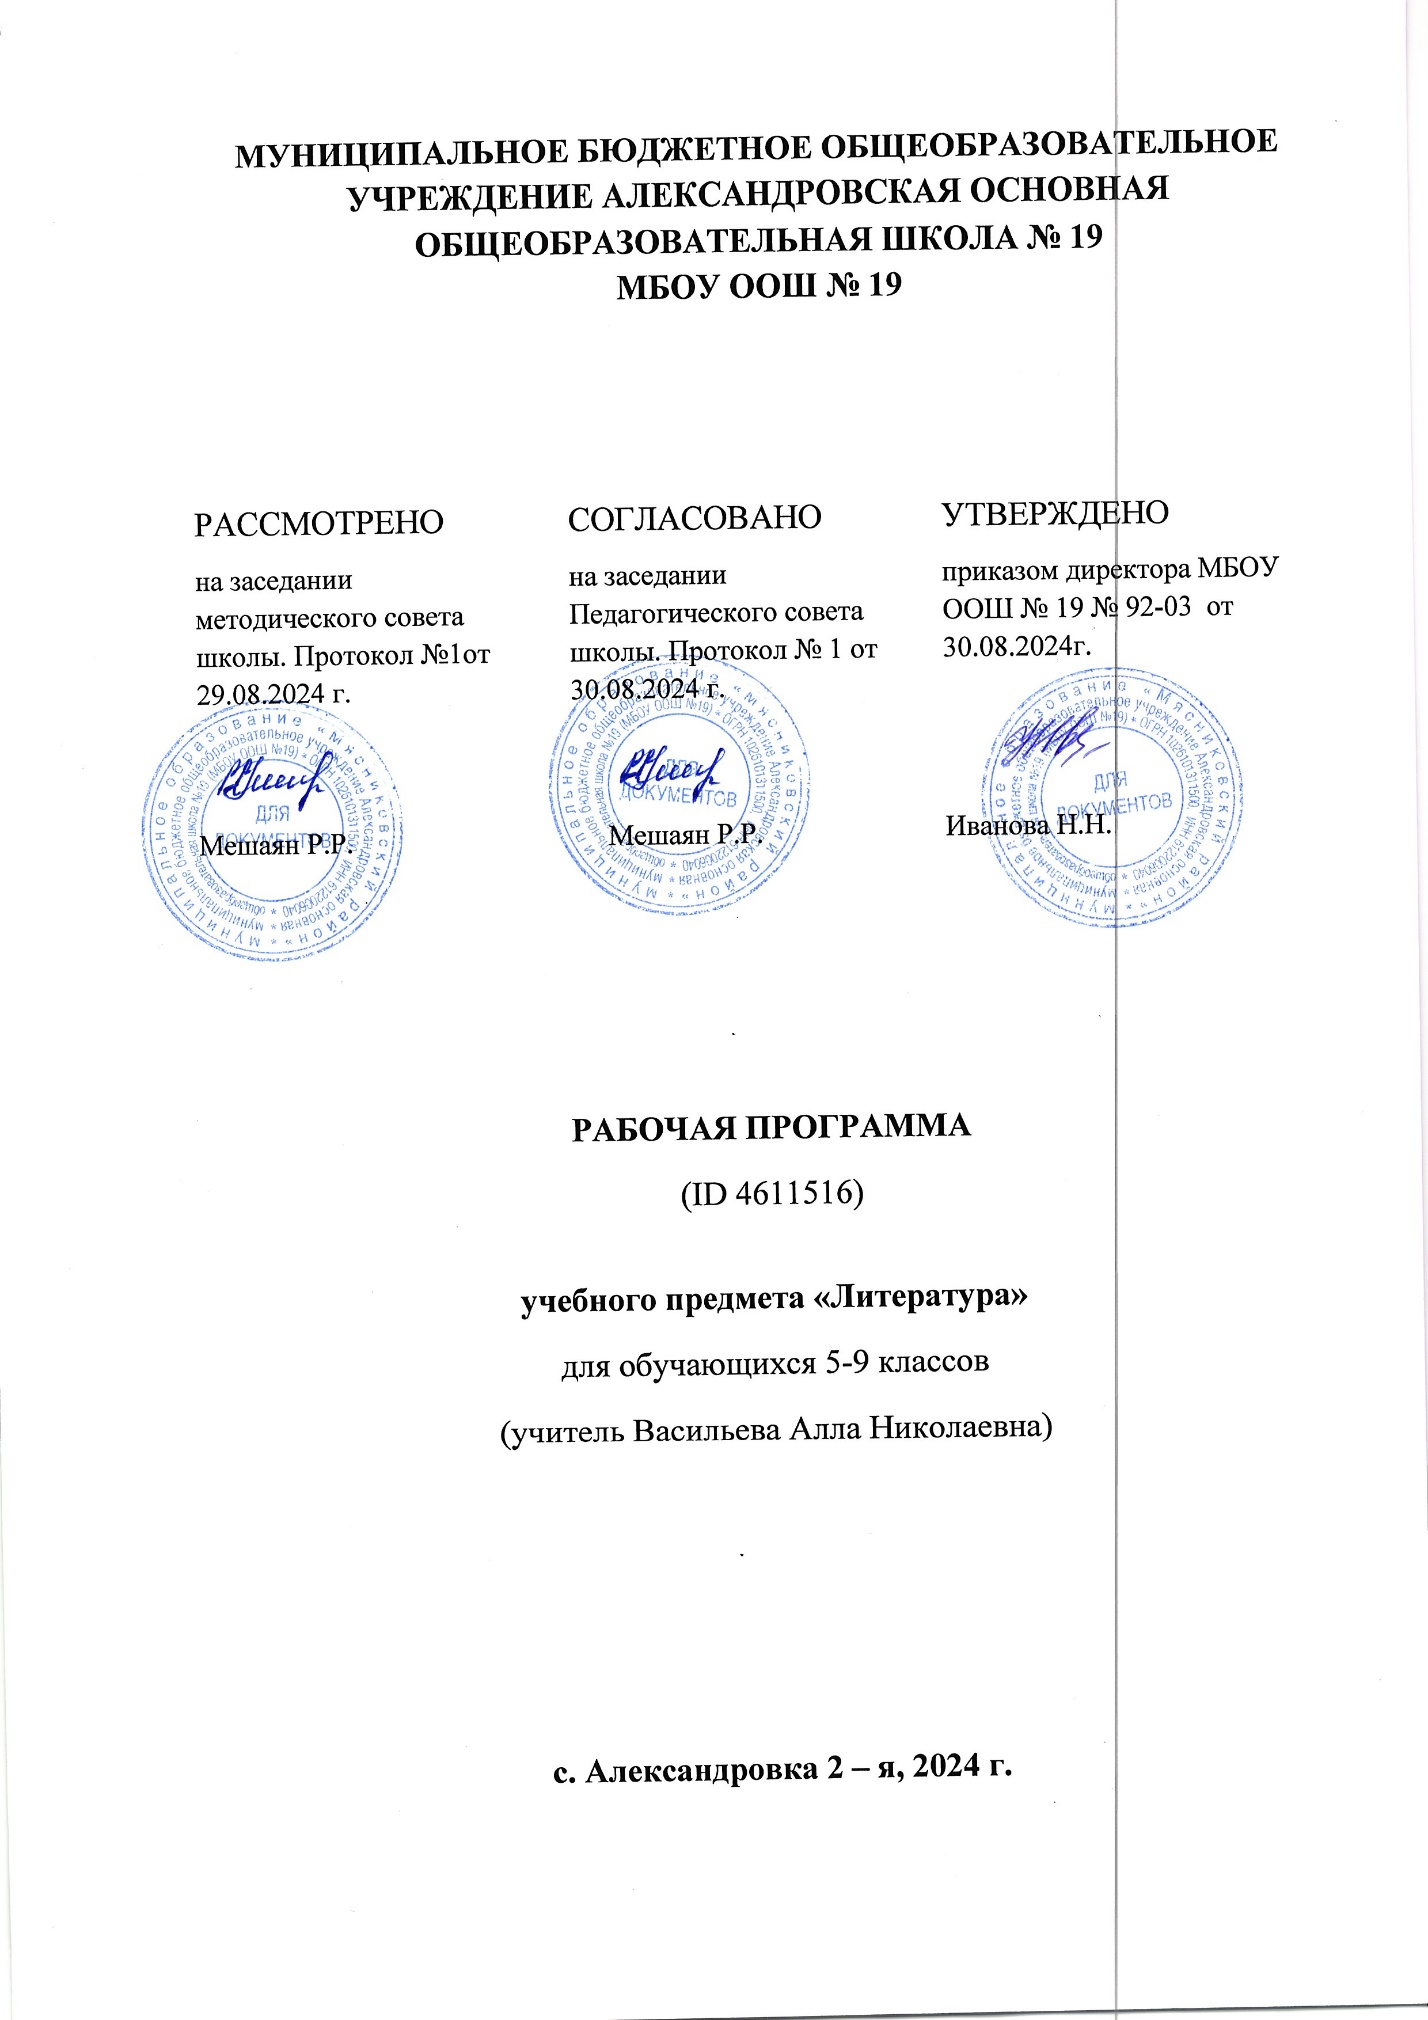 МУНИЦИПАЛЬНОЕ БЮДЖЕТНОЕ ОБЩЕОБРАЗОВАТЕЛЬНОЕ
УЧРЕЖДЕНИЕ АЛЕКСАНДРОВСКАЯ ОСНОВНАЯ
ОБЩЕОБРАЗОВАТЕЛЬНАЯ ШКОЛА № 19
МБОУ ООШ № 19
РАССМОТРЕНО
на заседании
методического совета
школы. Протокол №1от
29.08.2024 г.
Мешаян Р.Р.
ДЛЯ
ДОКУМЕНТОВ
СОГЛАСОВАНО
на заседании
Педагогического совета
школы. Протокол № 1 от
30.08.2024 г.
Мешаян Р.Р.
ДЛЯ
ДОКУМЕНТОВ
УТВЕРЖДЕНО
приказом директора МБОУ
ООШ № 19 № 92-03 от
30.08.2024г.
Иванова Н.Н.
ДЛЯ
ДОКУМЕНТОВ
РАБОЧАЯ ПРОГРАММА
(ID 4611516)
учебного предмета «Литература»
для обучающихся 5-9 классов
(учитель Васильева Алла Николаевна)
с. Александровка 2 – я, 2024 г.